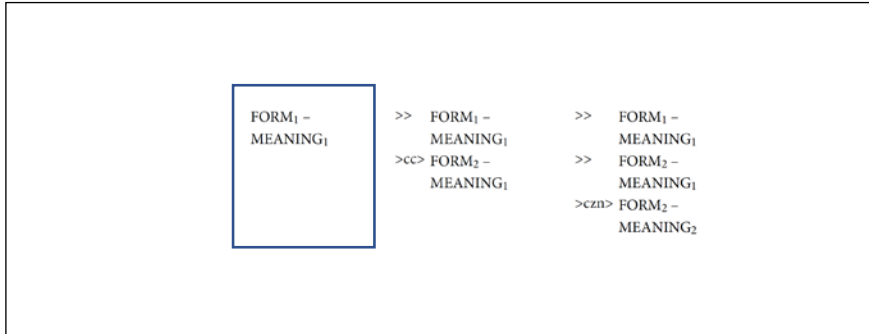 FORM₁ –
MEANING₁
>> FORM₁ –
MEANING₁
>cc> FORM₂ –
MEANING₁
>> FORM₁ –
MEANING₁
>> FORM₂ –
MEANING₁
>czn> FORM₂ –
MEANING₂